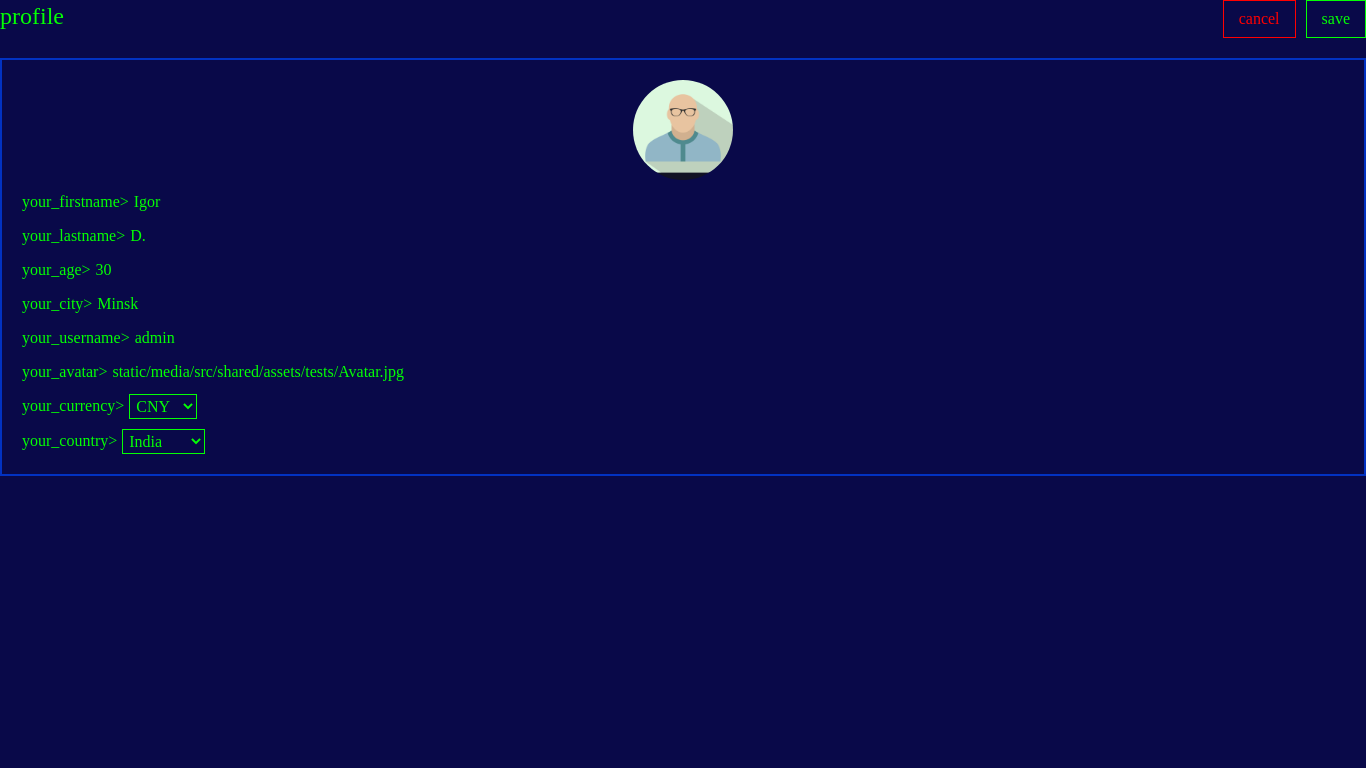 profile
cancel
save
your_firstname> Igor
your_lastname> D.
your_age> 30
your_city> Minsk
your_username> admin
your_avatar> static/media/src/shared/assets/tests/Avatar.jpg
your_currency> CNY
your_country> India